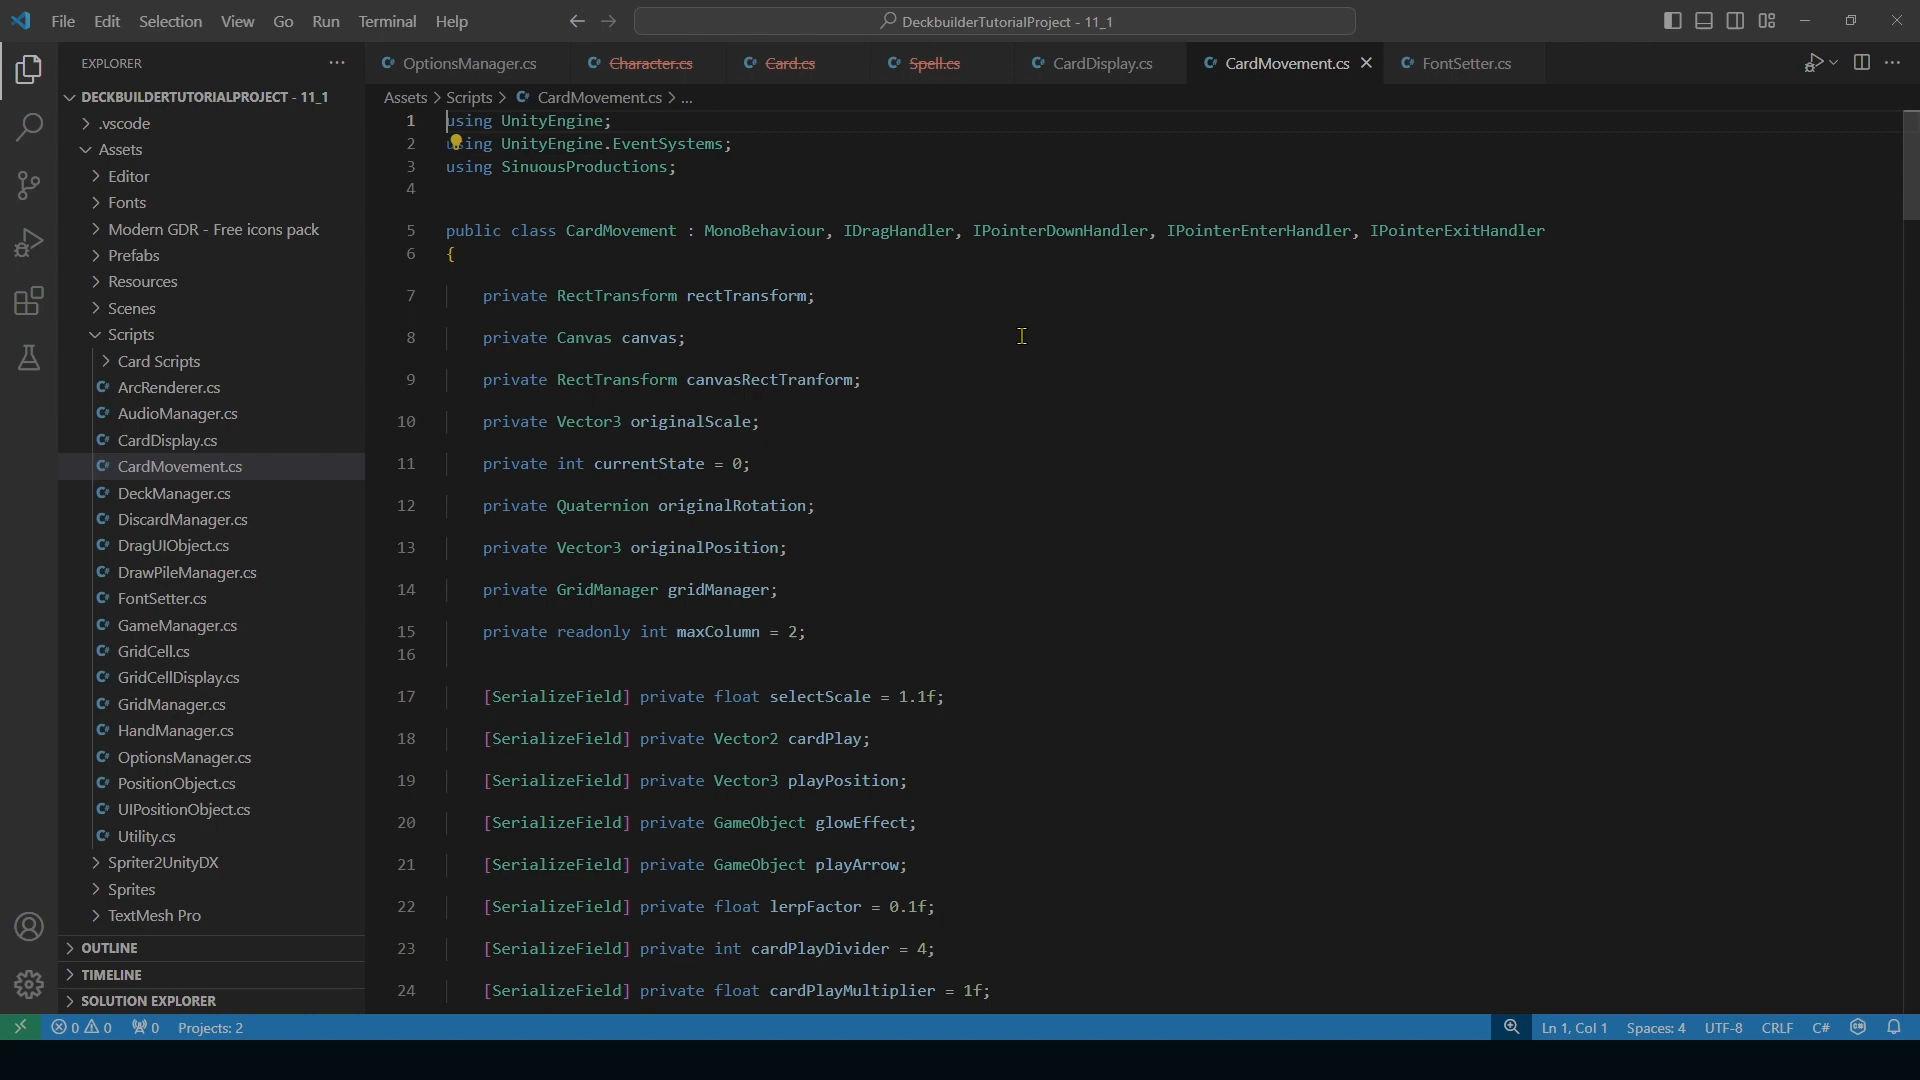 File Edit Selection View Go Run Terminal Help
DeckbuilderTutorialProject - 11_1
EXPLORER
DECKBUILDERTUTORIALPROJECT - 11_1
.vscode
Assets
Editor
Fonts
Modern GDR - Free icons pack
Prefabs
Resources
Scenes
Scripts
Card Scripts
ArcRenderer.cs
AudioManager.cs
CardDisplay.cs
CardMovement.cs
DeckManager.cs
DiscardManager.cs
DragUIObject.cs
DrawPileManager.cs
FontSetter.cs
GameManager.cs
GridCell.cs
GridCellDisplay.cs
GridManager.cs
HandManager.cs
OptionsManager.cs
PositionObject.cs
UIPositionObject.cs
Utility.cs
Spriter2UnityDX
Sprites
TextMesh Pro
OUTLINE
TIMELINE
SOLUTION EXPLORER
OptionsManager.cs Character.cs Card.cs Spell.cs CardDisplay.cs CardMovement.cs FontSetter.cs
Assets > Scripts > CardMovement.cs > ...
1 using UnityEngine;
2 using UnityEngine.EventSystems;
3 using SinuousProductions;
4
5 public class CardMovement : MonoBehaviour, IDragHandler, IPointerDownHandler, IPointerEnterHandler, IPointerExitHandler
6 {
7 private RectTransform rectTransform;
8 private Canvas canvas;
9 private RectTransform canvasRectTranform;
10 private Vector3 originalScale;
11 private int currentState = 0;
12 private Quaternion originalRotation;
13 private Vector3 originalPosition;
14 private GridManager gridManager;
15 private readonly int maxColumn = 2;
16
17 [SerializeField] private float selectScale = 1.1f;
18 [SerializeField] private Vector2 cardPlay;
19 [SerializeField] private Vector3 playPosition;
20 [SerializeField] private GameObject glowEffect;
21 [SerializeField] private GameObject playArrow;
22 [SerializeField] private float lerpFactor = 0.1f;
23 [SerializeField] private int cardPlayDivider = 4;
24 [SerializeField] private float cardPlayMultiplier = 1f;
0 0 0 Projects: 2 Ln 1, Col 1 Spaces: 4 UTF-8 CRLF C#